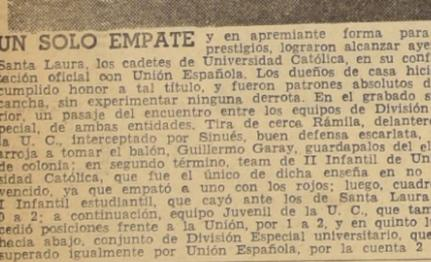 UN SOLO EMPATE y en apremiante forma para
prestigios, lograron alcanzar aye
Santa Laura, los cadetes de Universidad Católica, en su conf
tación oficial con Unión Española. Los dueños de casa hici
cumplido honor a tal título, y fueron patrones absolutos d
cancha, sin experimentar ninguna derrota. En el grabado s
rior, un pasaje del encuentro entre los equipos de División
pecial, de ambas entidades. Tira de cerca Rámila, delanter
la U. C., interceptado por Sinués, buen defensa escarlata,
arroja a tomar el balón, Guillermo Garay, guardapalos del el
de colonia; en segundo término, team de II Infantil de Un
sidad Católica, que fue el único de dicha enseña en no
vencido, ya que empató a uno con los rojos; luego, cuadr
I Infantil estudiantil, que cayó ante los de Santa Laura
0 a 2; a continuación, equipo Juvenil de la U. C., que tam
cedió posiciones frente a la Unión, por 1 a 2, y en quinto l
hacia abajo, conjunto de División Especial universitario, que
superado igualmente por Unión Española, por la cuenta 2